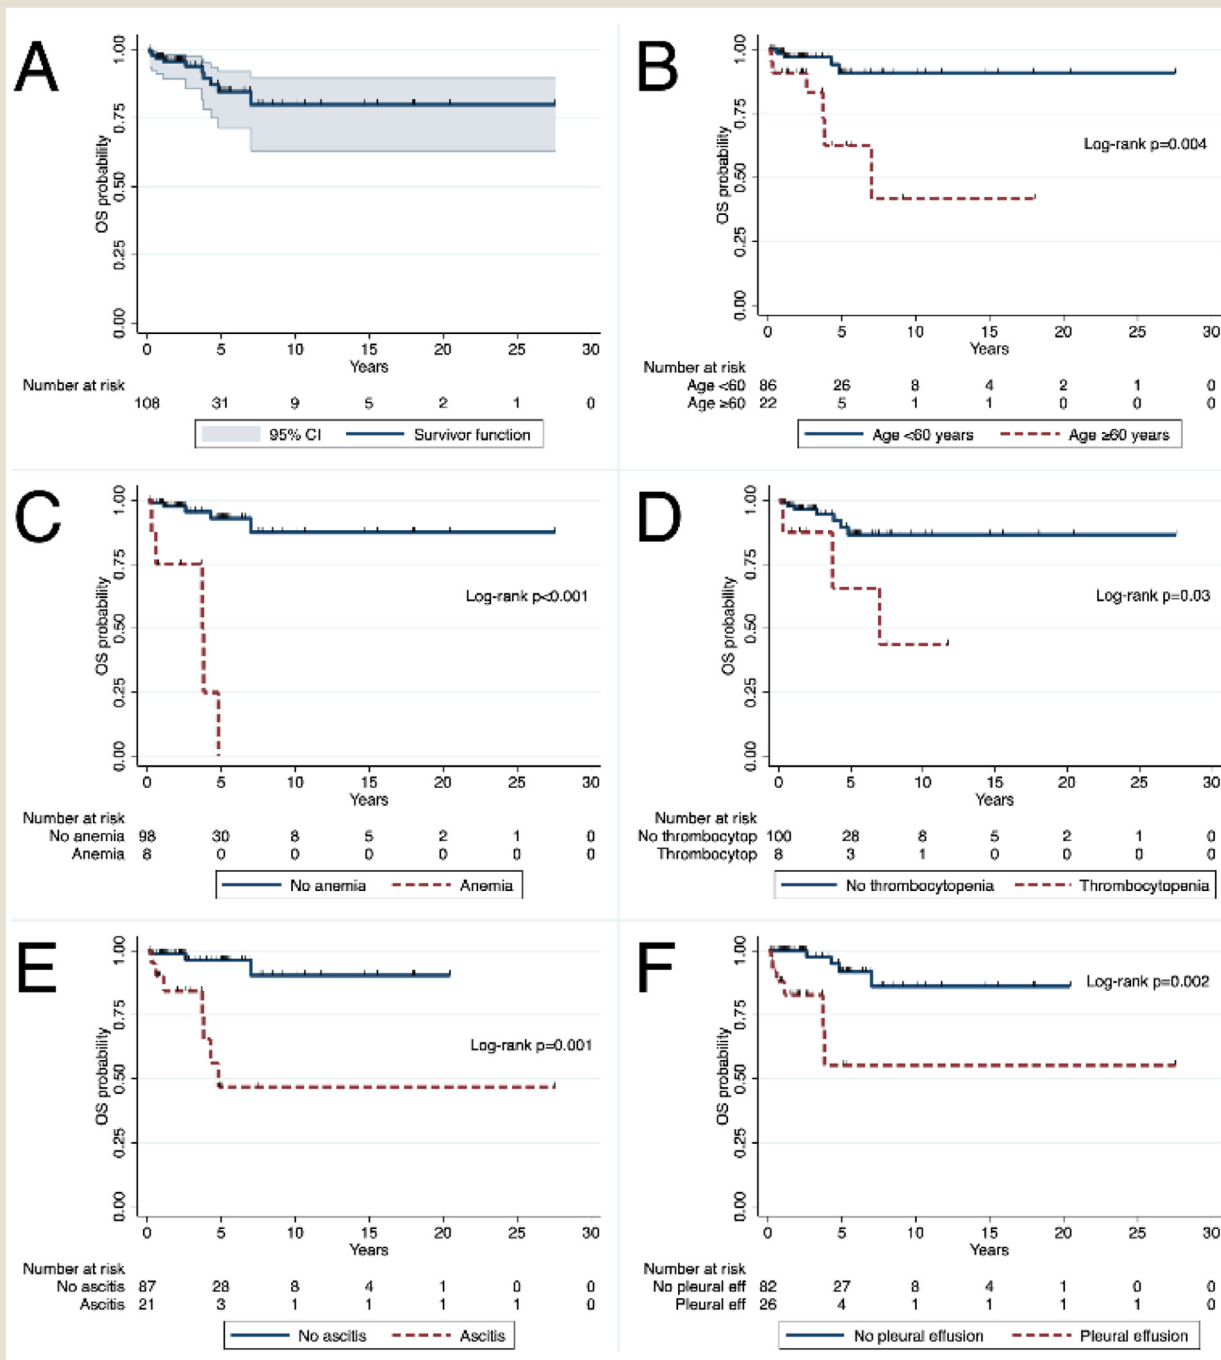 A
OS probability
1.00
0.75
0.50
0.25
0.00
0 5 10 15 20 25 30
Years
Number at risk
108 31 9 5 2 1 0
95% CI Survivor function
B
OS probability
1.00
0.75
0.50
0.25
0.00
Log-rank p=0.004
0 5 10 15 20 25 30
Years
Number at risk
Age <60 86 26 8 4 2 1 0
Age ≥60 22 5 1 1 0 0 0
Age <60 years Age ≥60 years
C
OS probability
1.00
0.75
0.50
0.25
0.00
Log-rank p<0.001
0 5 10 15 20 25 30
Years
Number at risk
No anemia 98 30 8 5 2 1 0
Anemia 8 0 0 0 0 0 0
No anemia Anemia
D
OS probability
1.00
0.75
0.50
0.25
0.00
Log-rank p=0.03
0 5 10 15 20 25 30
Years
Number at risk
No thrombocytop 100 28 8 5 2 1 0
Thrombocytop 8 3 1 0 0 0 0
No thrombocytopenia Thrombocytopenia
E
OS probability
1.00
0.75
0.50
0.25
0.00
Log-rank p=0.001
0 5 10 15 20 25 30
Years
Number at risk
No ascitis 87 28 8 4 1 0 0
Ascitis 21 3 1 1 1 1 0
No ascitis Ascitis
F
OS probability
1.00
0.75
0.50
0.25
0.00
Log-rank p=0.002
0 5 10 15 20 25 30
Years
Number at risk
No pleural eff 82 27 8 4 1 0 0
Pleural eff 26 4 1 1 1 1 0
No pleural effusion Pleural effusion